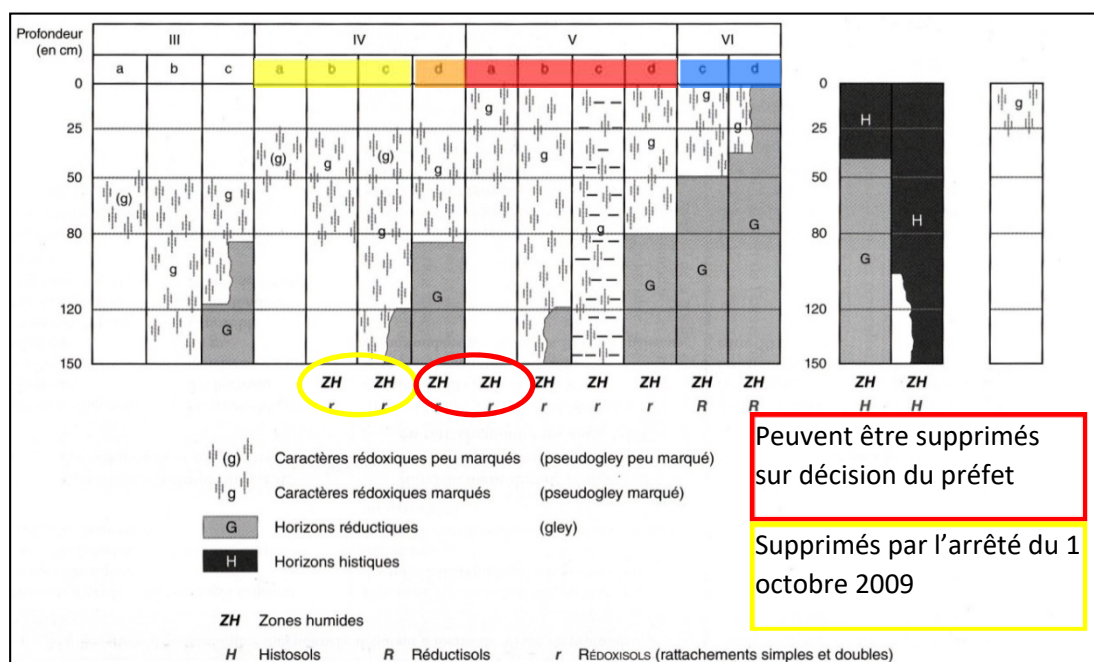 Profondeur
(en cm)
III IV V VI
a b c a b c d a b c d c d
0 0
g g g g
25 25
H
(g) g (g) g g g g
50 50
(g) g g
80 80
g g G H
g G G G G
120 120
G
150 150
ZH ZH ZH ZH ZH ZH ZH ZH ZH ZH ZH
r r r r r r r R R H H
(g) Caractères rédoxiques peu marqués (pseudogley peu marqué)
g Caractères rédoxiques marqués (pseudogley marqué)
G Horizons réductiques (gley)
H Horizons histiques
ZH Zones humides
H Histosols R Réductisols r RÉDOXISOLS (rattachements simples et doubles)
Peuvent être supprimés
sur décision du préfet
Supprimés par l’arrêté du 1
octobre 2009